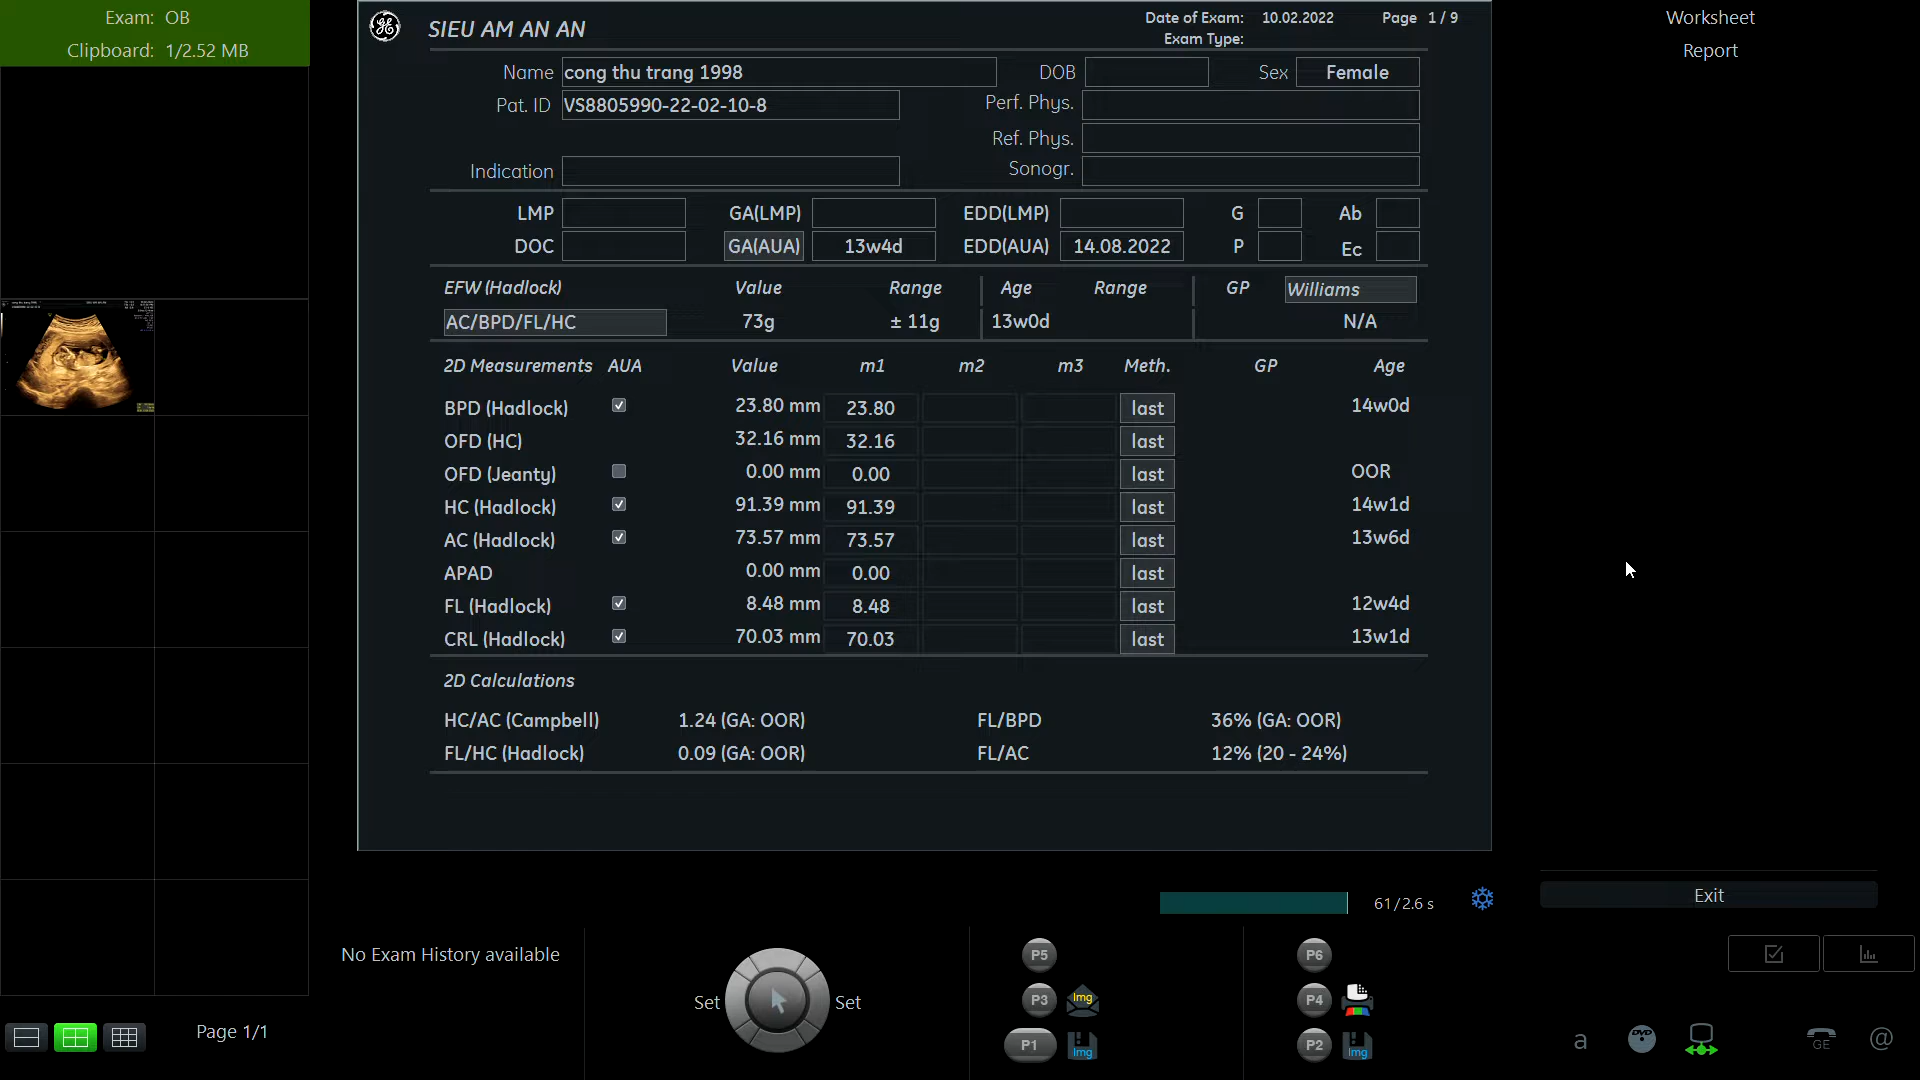 Exam: OB
Clipboard: 1/2.52 MB
SIEU AM AN AN
Date of Exam: 10.02.2022 Page 1 / 9
Exam Type:
Worksheet
Report
Name cong thu trang 1998 DOB Sex Female
Pat. ID VS8805990-22-02-10-8 Perf. Phys.
Ref. Phys.
Indication Sonogr.
LMP GA(LMP) EDD(LMP) G Ab
DOC GA(AUA) 13w4d EDD(AUA) 14.08.2022 P Ec
EFW (Hadlock) Value Range Age Range GP Williams
AC/BPD/FL/HC 73g ± 11g 13w0d N/A
2D Measurements AUA Value m1 m2 m3 Meth. GP Age
BPD (Hadlock) 23.80 mm 23.80 last 14w0d
OFD (HC) 32.16 mm 32.16 last
OFD (Jeanty) 0.00 mm 0.00 last OOR
HC (Hadlock) 91.39 mm 91.39 last 14w1d
AC (Hadlock) 73.57 mm 73.57 last 13w6d
APAD 0.00 mm 0.00 last
FL (Hadlock) 8.48 mm 8.48 last 12w4d
CRL (Hadlock) 70.03 mm 70.03 last 13w1d
2D Calculations
HC/AC (Campbell) 1.24 (GA: OOR) FL/BPD 36% (GA: OOR)
FL/HC (Hadlock) 0.09 (GA: OOR) FL/AC 12% (20 - 24%)
61/2.6 s
Exit
No Exam History available
Set Set
P5 P6
P3 Img P4
P1 Img P2 Img
Page 1/1
a DVD GE @